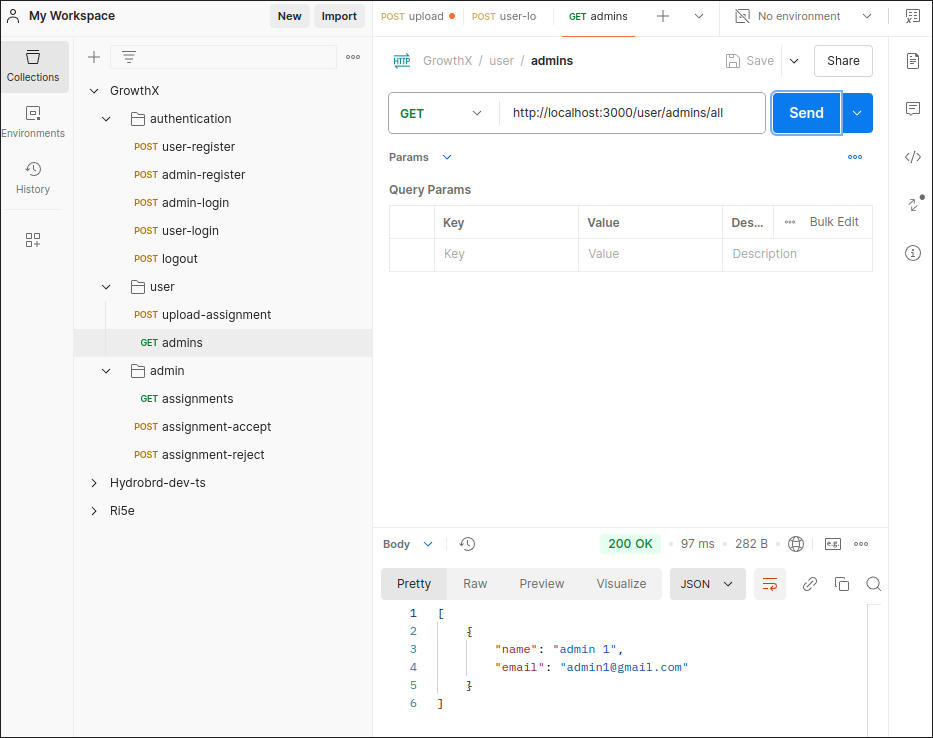 My Workspace
New
Import
POST upload
POST user-lo
GET admins
No environment
Collections
Environments
History
GrowthX
authentication
POST user-register
POST admin-register
POST admin-login
POST user-login
POST logout
user
POST upload-assignment
GET admins
admin
GET assignments
POST assignment-accept
POST assignment-reject
Hydrobrd-dev-ts
Ri5e
HTTP
GrowthX / user / admins
Save
Share
GET
http://localhost:3000/user/admins/all
Send
Params
Query Params
Key Value Des... Bulk Edit
Key Value Description
Body
200 OK 97 ms 282 B
e.g.
Pretty Raw Preview Visualize JSON
1 [
2 {
3 "name": "admin 1",
4 "email": "admin1@gmail.com"
5 }
6 ]